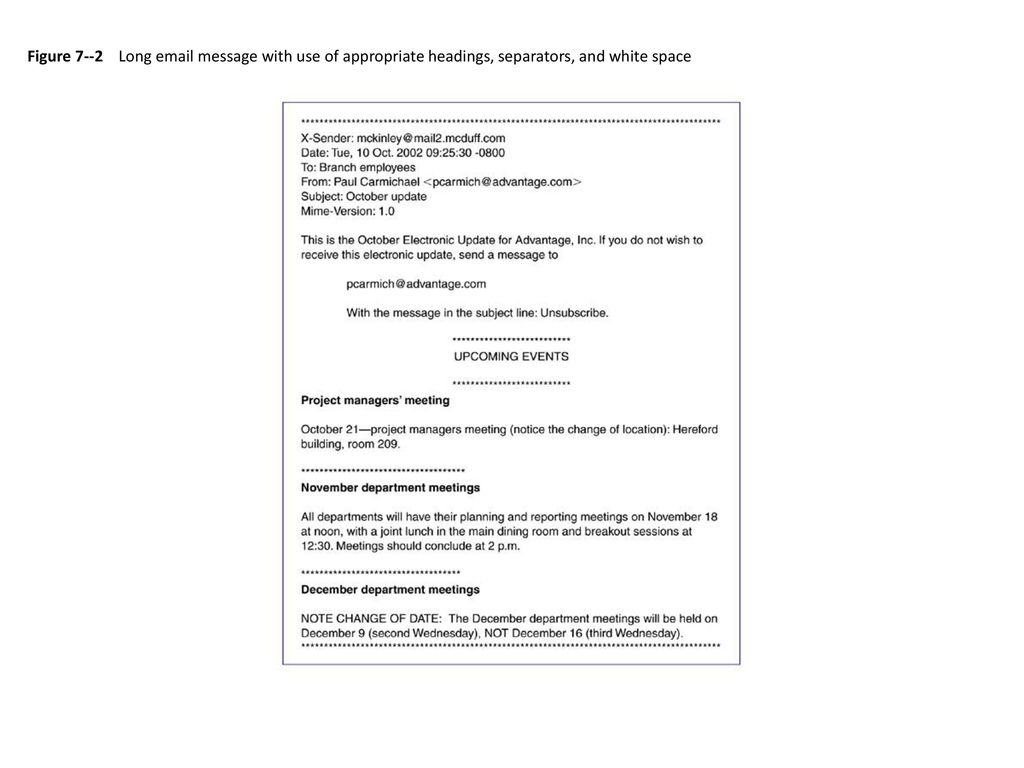 Figure 7--2 Long email message with use of appropriate headings, separators, and white space
*******************************************************************************************
X-Sender: mckinley@mail2.mcduff.com
Date: Tue, 10 Oct. 2002 09:25:30 -0800
To: Branch employees
From: Paul Carmichael <pcarmich@advantage.com>
Subject: October update
Mime-Version: 1.0
This is the October Electronic Update for Advantage, Inc. If you do not wish to
receive this electronic update, send a message to
pcarmich@advantage.com
With the message in the subject line: Unsubscribe.
**************************
UPCOMING EVENTS
**************************
Project managers' meeting
October 21—project managers meeting (notice the change of location): Hereford
building, room 209.
************************************
November department meetings
All departments will have their planning and reporting meetings on November 18
at noon, with a joint lunch in the main dining room and breakout sessions at
12:30. Meetings should conclude at 2 p.m.
***********************************
December department meetings
NOTE CHANGE OF DATE: The December department meetings will be held on
December 9 (second Wednesday), NOT December 16 (third Wednesday).
*******************************************************************************************